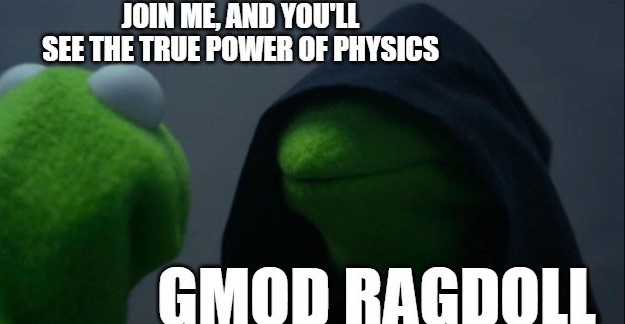 JOIN ME, AND YOU'LL
SEE THE TRUE POWER OF PHYSICS
GMOD RAGDOLL